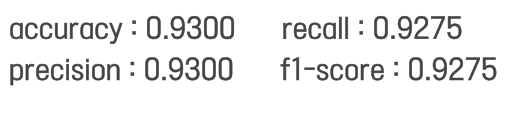 accuracy : 0.9300 recall : 0.9275
precision : 0.9300 f1-score : 0.9275